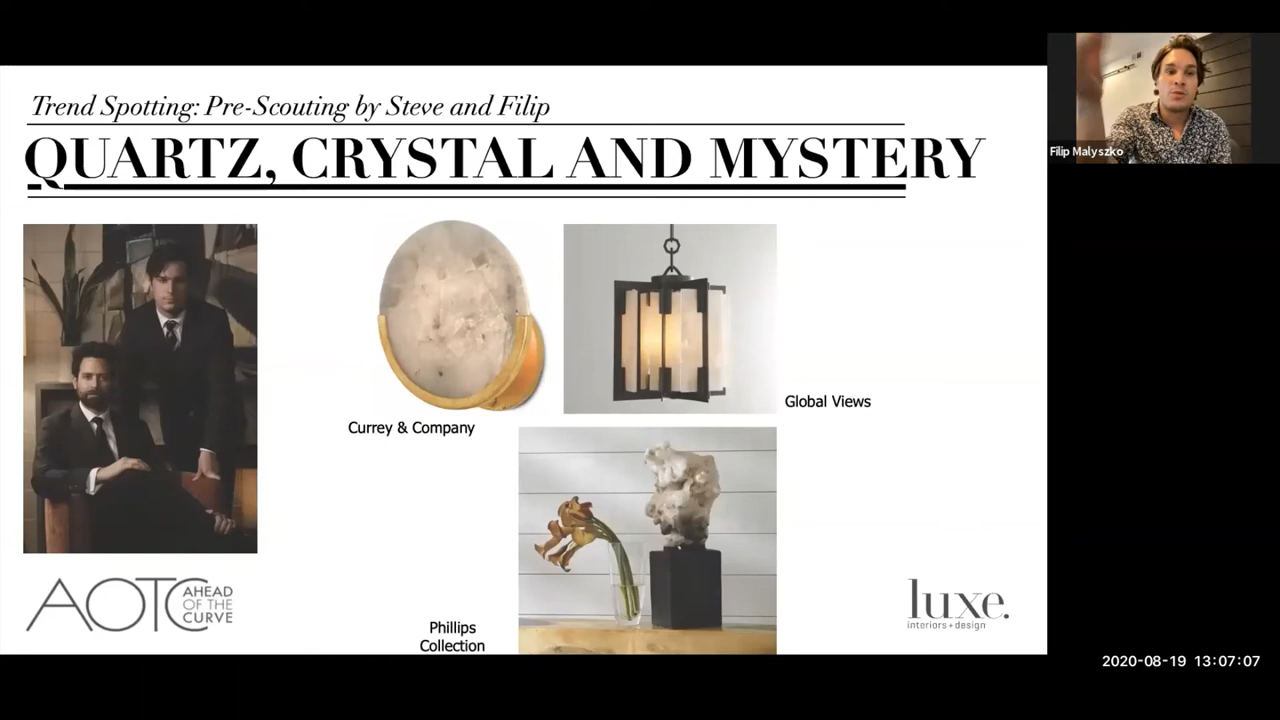 Trend Spotting: Pre-Scouting by Steve and Filip
QUARTZ, CRYSTAL AND MYSTERY
Filip Malyszko
Global Views
Currey & Company
Phillips
Collection
AOTC AHEAD
OF THE
CURVE
luxe.
interiors+design
2020-08-19 13:07:07